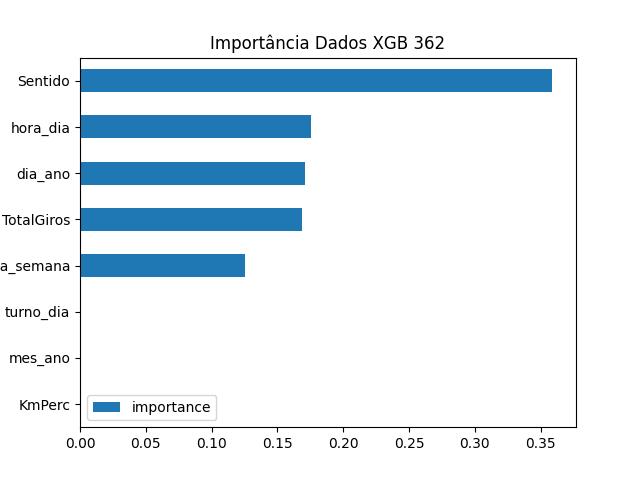 Importância Dados XGB 362
Sentido
hora_dia
dia_ano
TotalGiros
a_semana
turno_dia
mes_ano
KmPerc
importance
0.00 0.05 0.10 0.15 0.20 0.25 0.30 0.35